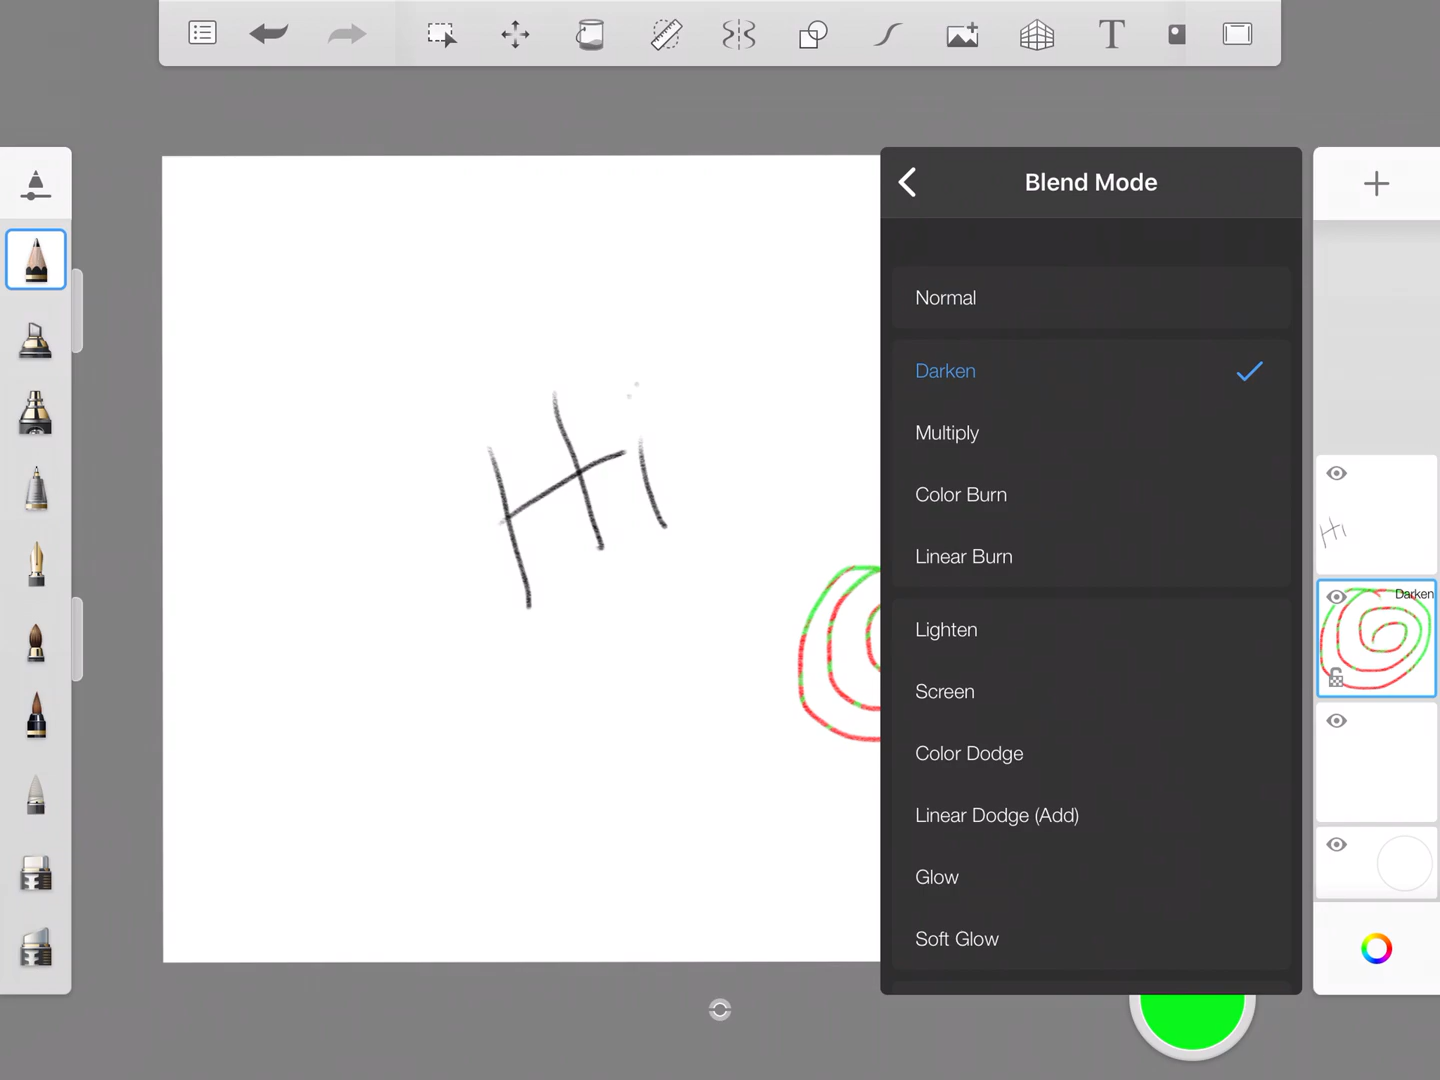 T
Blend Mode
Normal
Darken
Multiply
Color Burn
Linear Burn
Lighten
Screen
Color Dodge
Linear Dodge (Add)
Glow
Soft Glow
Hi
Hi
Darken